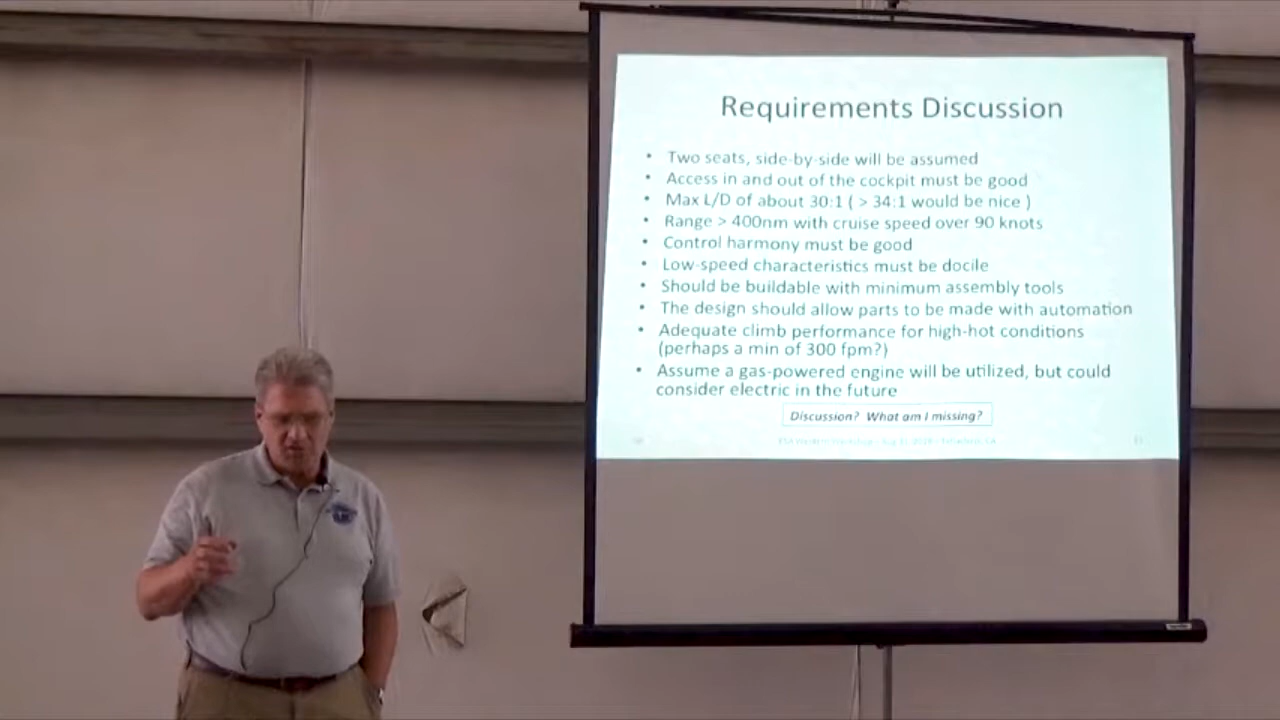 Requirements Discussion
• Two seats, side-by-side will be assumed
• Access in and out of the cockpit must be good
• Max L/D of about 30:1 ( > 34:1 would be nice )
• Range > 400nm with cruise speed over 90 knots
• Control harmony must be good
• Low-speed characteristics must be docile
• Should be buildable with minimum assembly tools
• The design should allow parts to be made with automation
• Adequate climb performance for high-hot conditions
(perhaps a min of 300 fpm?)
• Assume a gas-powered engine will be utilized, but could
consider electric in the future
Discussion? What am I missing?